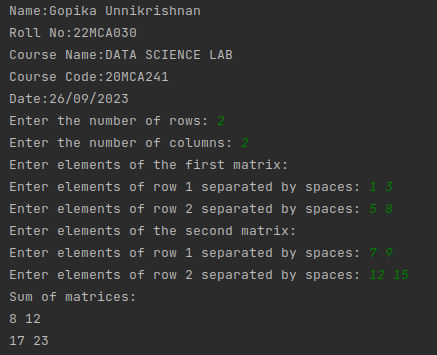 Name:Gopika Unnikrishnan
Roll No:22MCA030
Course Name:DATA SCIENCE LAB
Course Code:20MCA241
Date:26/09/2023
Enter the number of rows: 2
Enter the number of columns: 2
Enter elements of the first matrix:
Enter elements of row 1 separated by spaces: 1 3
Enter elements of row 2 separated by spaces: 5 8
Enter elements of the second matrix:
Enter elements of row 1 separated by spaces: 7 9
Enter elements of row 2 separated by spaces: 12 15
Sum of matrices:
8 12
17 23